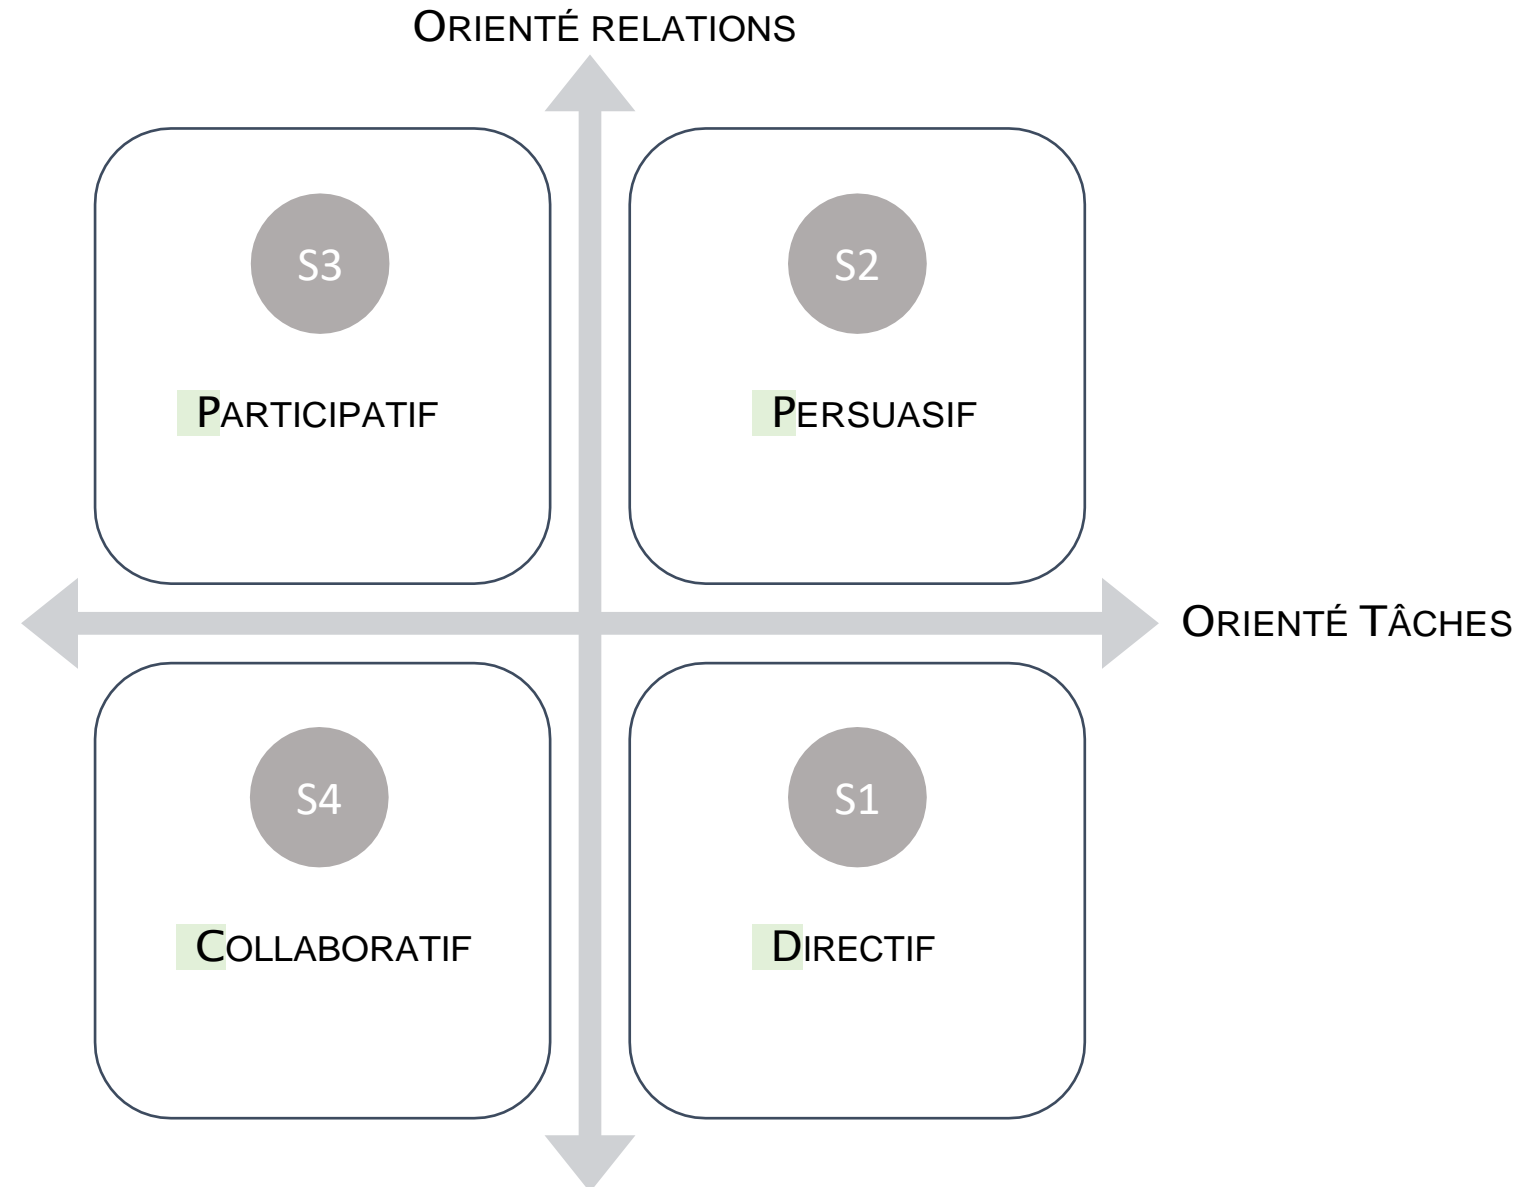 ORIENTÉ RELATIONS
S3
S2
PARTICIPATIF
PERSUASIF
ORIENTÉ TÂCHES
S4
S1
COLLABORATIF
DIRECTIF